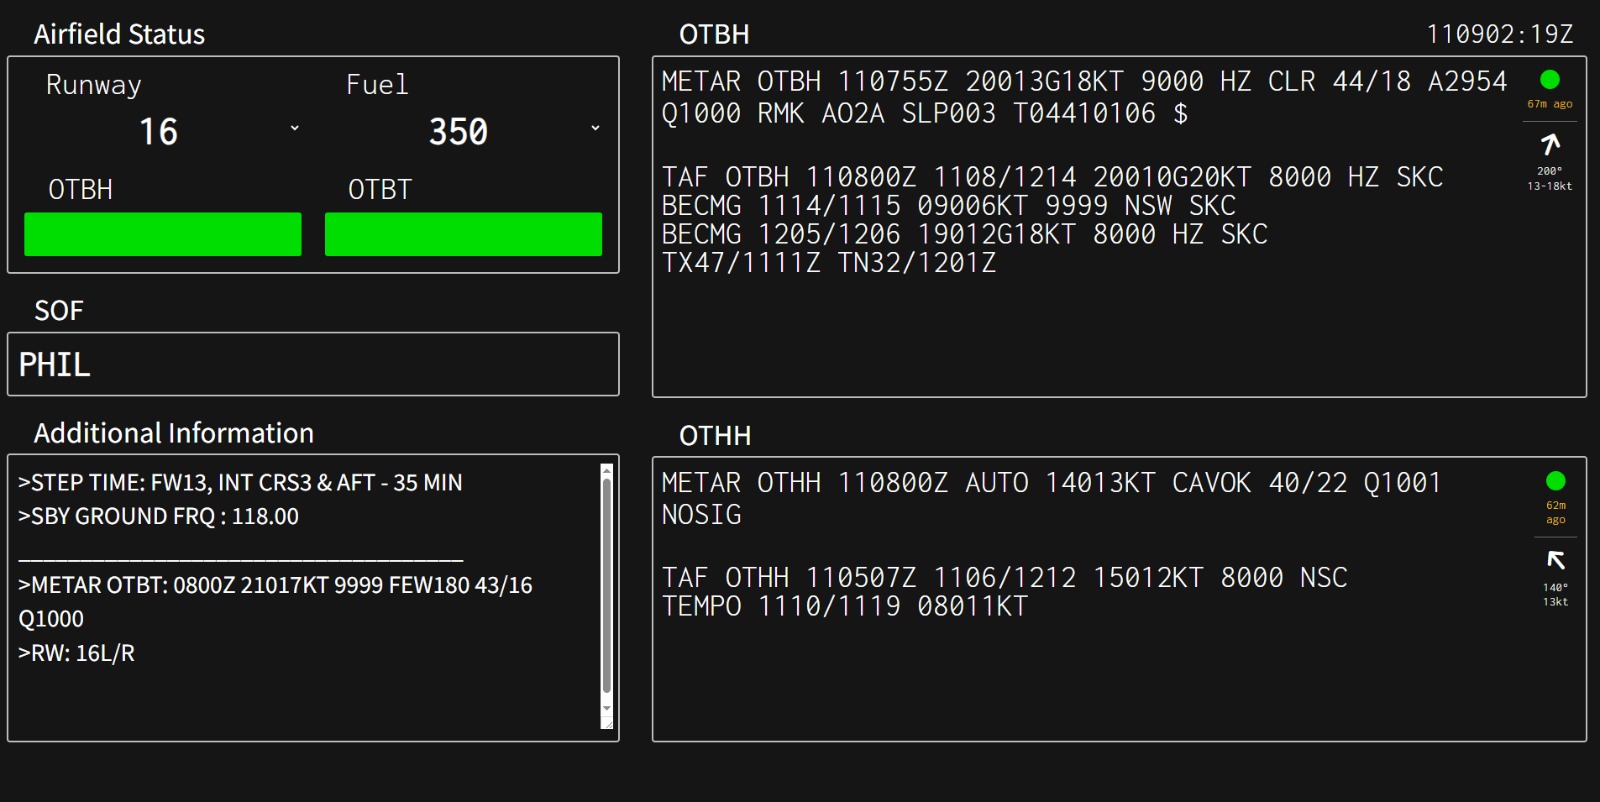 Airfield Status
Runway Fuel
16 350
OTBH OTBT
SOF
PHIL
Additional Information
>STEP TIME: FW13, INT CRS3 & AFT - 35 MIN
>SBY GROUND FRQ : 118.00
____________________________________
>METAR OTBT: 0800Z 21017KT 9999 FEW180 43/16
Q1000
>RW: 16L/R
OTBH 110902:19Z
METAR OTBH 110755Z 20013G18KT 9000 HZ CLR 44/18 A2954
Q1000 RMK AO2A SLP003 T04410106 $
67m ago
200°
13-18kt
TAF OTBH 110800Z 1108/1214 20010G20KT 8000 HZ SKC
BECMG 1114/1115 09006KT 9999 NSW SKC
BECMG 1205/1206 19012G18KT 8000 HZ SKC
TX47/1111Z TN32/1201Z
OTHH
METAR OTHH 110800Z AUTO 14013KT CAVOK 40/22 Q1001
NOSIG
62m
ago
140°
13kt
TAF OTHH 110507Z 1106/1212 15012KT 8000 NSC
TEMPO 1110/1119 08011KT